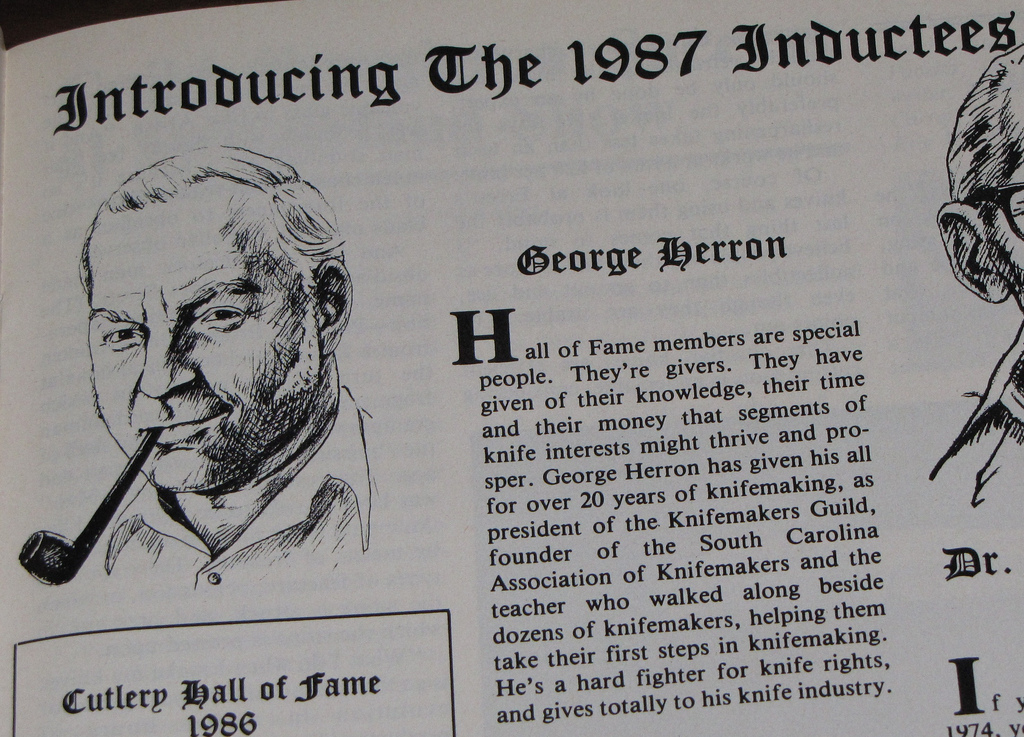 Introducing The 1987 Inductees
George Herron
Hall of Fame members are special
people. They're givers. They have
given of their knowledge, their time
and their money that segments of
knife interests might thrive and pro-
sper. George Herron has given his all
for over 20 years of knifemaking, as
president of the Knifemakers Guild,
founder of the South Carolina
Association of Knifemakers and the
teacher who walked along beside
dozens of knifemakers, helping them
take their first steps in knifemaking.
He's a hard fighter for knife rights,
and gives totally to his knife industry.
Cutlery Hall of Fame
1986
Dr.
If
1974,